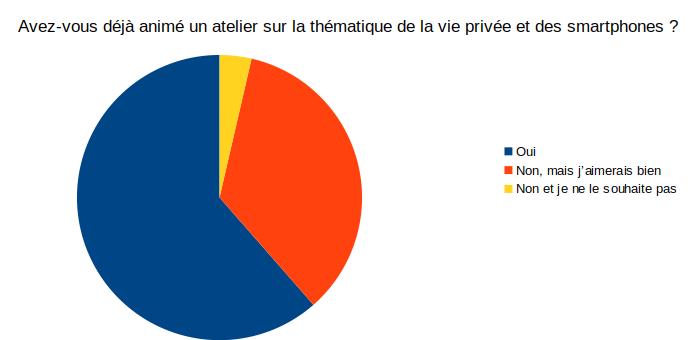 Avez-vous déjà animé un atelier sur la thématique de la vie privée et des smartphones ?
Oui
Non, mais j'aimerais bien
Non et je ne le souhaite pas